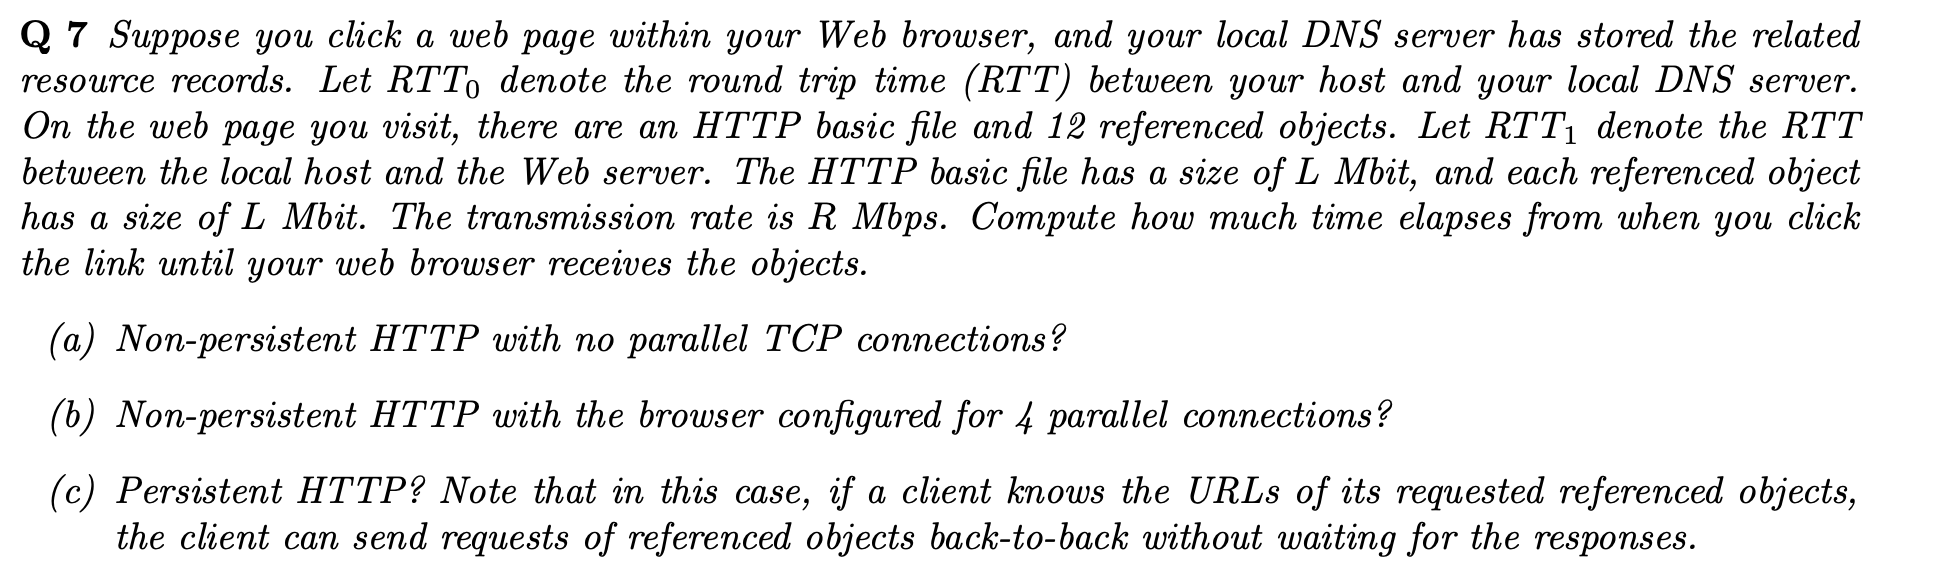 Q 7 Suppose you click a web page within your Web browser, and your local DNS server has stored the related
resource records. Let RTT₀ denote the round trip time (RTT) between your host and your local DNS server.
On the web page you visit, there are an HTTP basic file and 12 referenced objects. Let RTT₁ denote the RTT
between the local host and the Web server. The HTTP basic file has a size of L Mbit, and each referenced object
has a size of L Mbit. The transmission rate is R Mbps. Compute how much time elapses from when you click
the link until your web browser receives the objects.
(a) Non-persistent HTTP with no parallel TCP connections?
(b) Non-persistent HTTP with the browser configured for 4 parallel connections?
(c) Persistent HTTP? Note that in this case, if a client knows the URLs of its requested referenced objects,
the client can send requests of referenced objects back-to-back without waiting for the responses.